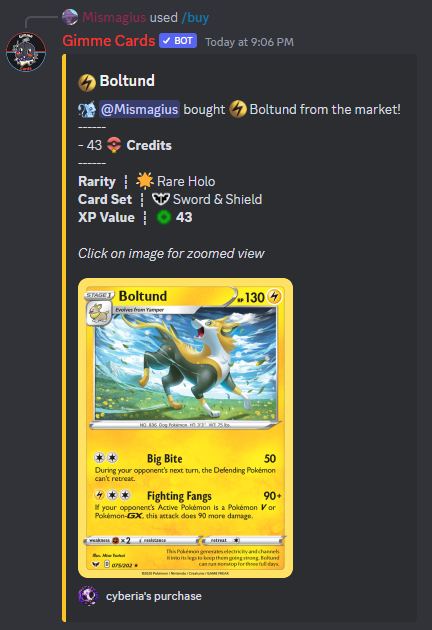 Mismagius used /buy
Gimme Cards ✓ BOT Today at 9:06 PM
Boltund
@Mismagius bought Boltund from the market!
------
- 43 Credits
------
Rarity ┇ Rare Holo
Card Set ┇ Sword & Shield
XP Value ┇ 43
Click on image for zoomed view
STAGE 1 Boltund HP 130
Evolves from Yamper
NO. 836 Dog Pokémon HT: 3'3" WT: 75 lbs.
Big Bite 50
During your opponent's next turn, the Defending Pokémon
can't retreat.
Fighting Fangs 90+
If your opponent's Active Pokémon is a Pokémon V or
Pokémon-GX, this attack does 90 more damage.
weakness ×2 resistance retreat
This Pokémon generates electricity and channels
it into its legs to keep them going strong. Boltund
can run nonstop for three full days.
075/202
©2020 Pokémon / Nintendo / Creatures / GAME FREAK
cyberia's purchase